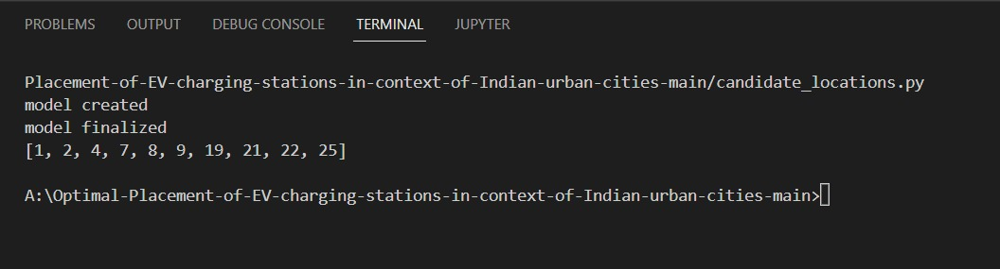 PROBLEMS OUTPUT DEBUG CONSOLE TERMINAL JUPYTER
Placement-of-EV-charging-stations-in-context-of-Indian-urban-cities-main/candidate_locations.py
model created
model finalized
[1, 2, 4, 7, 8, 9, 19, 21, 22, 25]
A:\Optimal-Placement-of-EV-charging-stations-in-context-of-Indian-urban-cities-main>